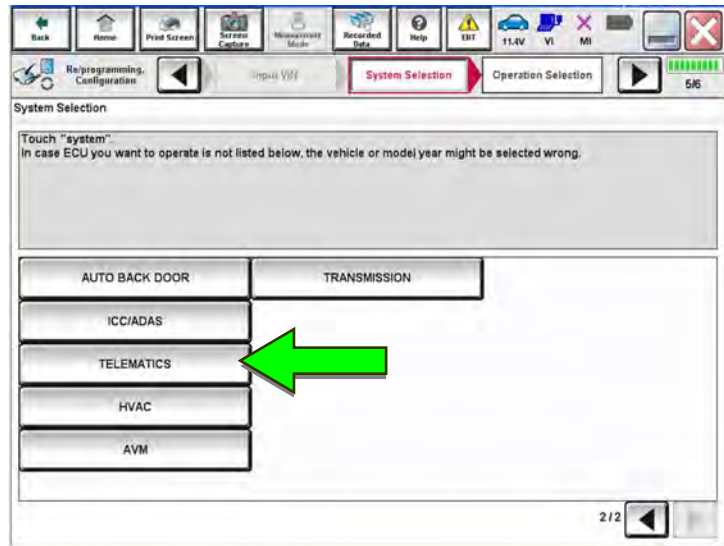 Back
Home
Print Screen
Screen
Capture
Measurement
Mode
Recorded
Data
Help
ERT
11.4V
VI
MI
Re/programming,
Configuration
Input VIN
System Selection
Operation Selection
5/6
System Selection
Touch "system".
In case ECU you want to operate is not listed below, the vehicle or model year might be selected wrong.
AUTO BACK DOOR
TRANSMISSION
ICC/ADAS
TELEMATICS
HVAC
AVM
2/2